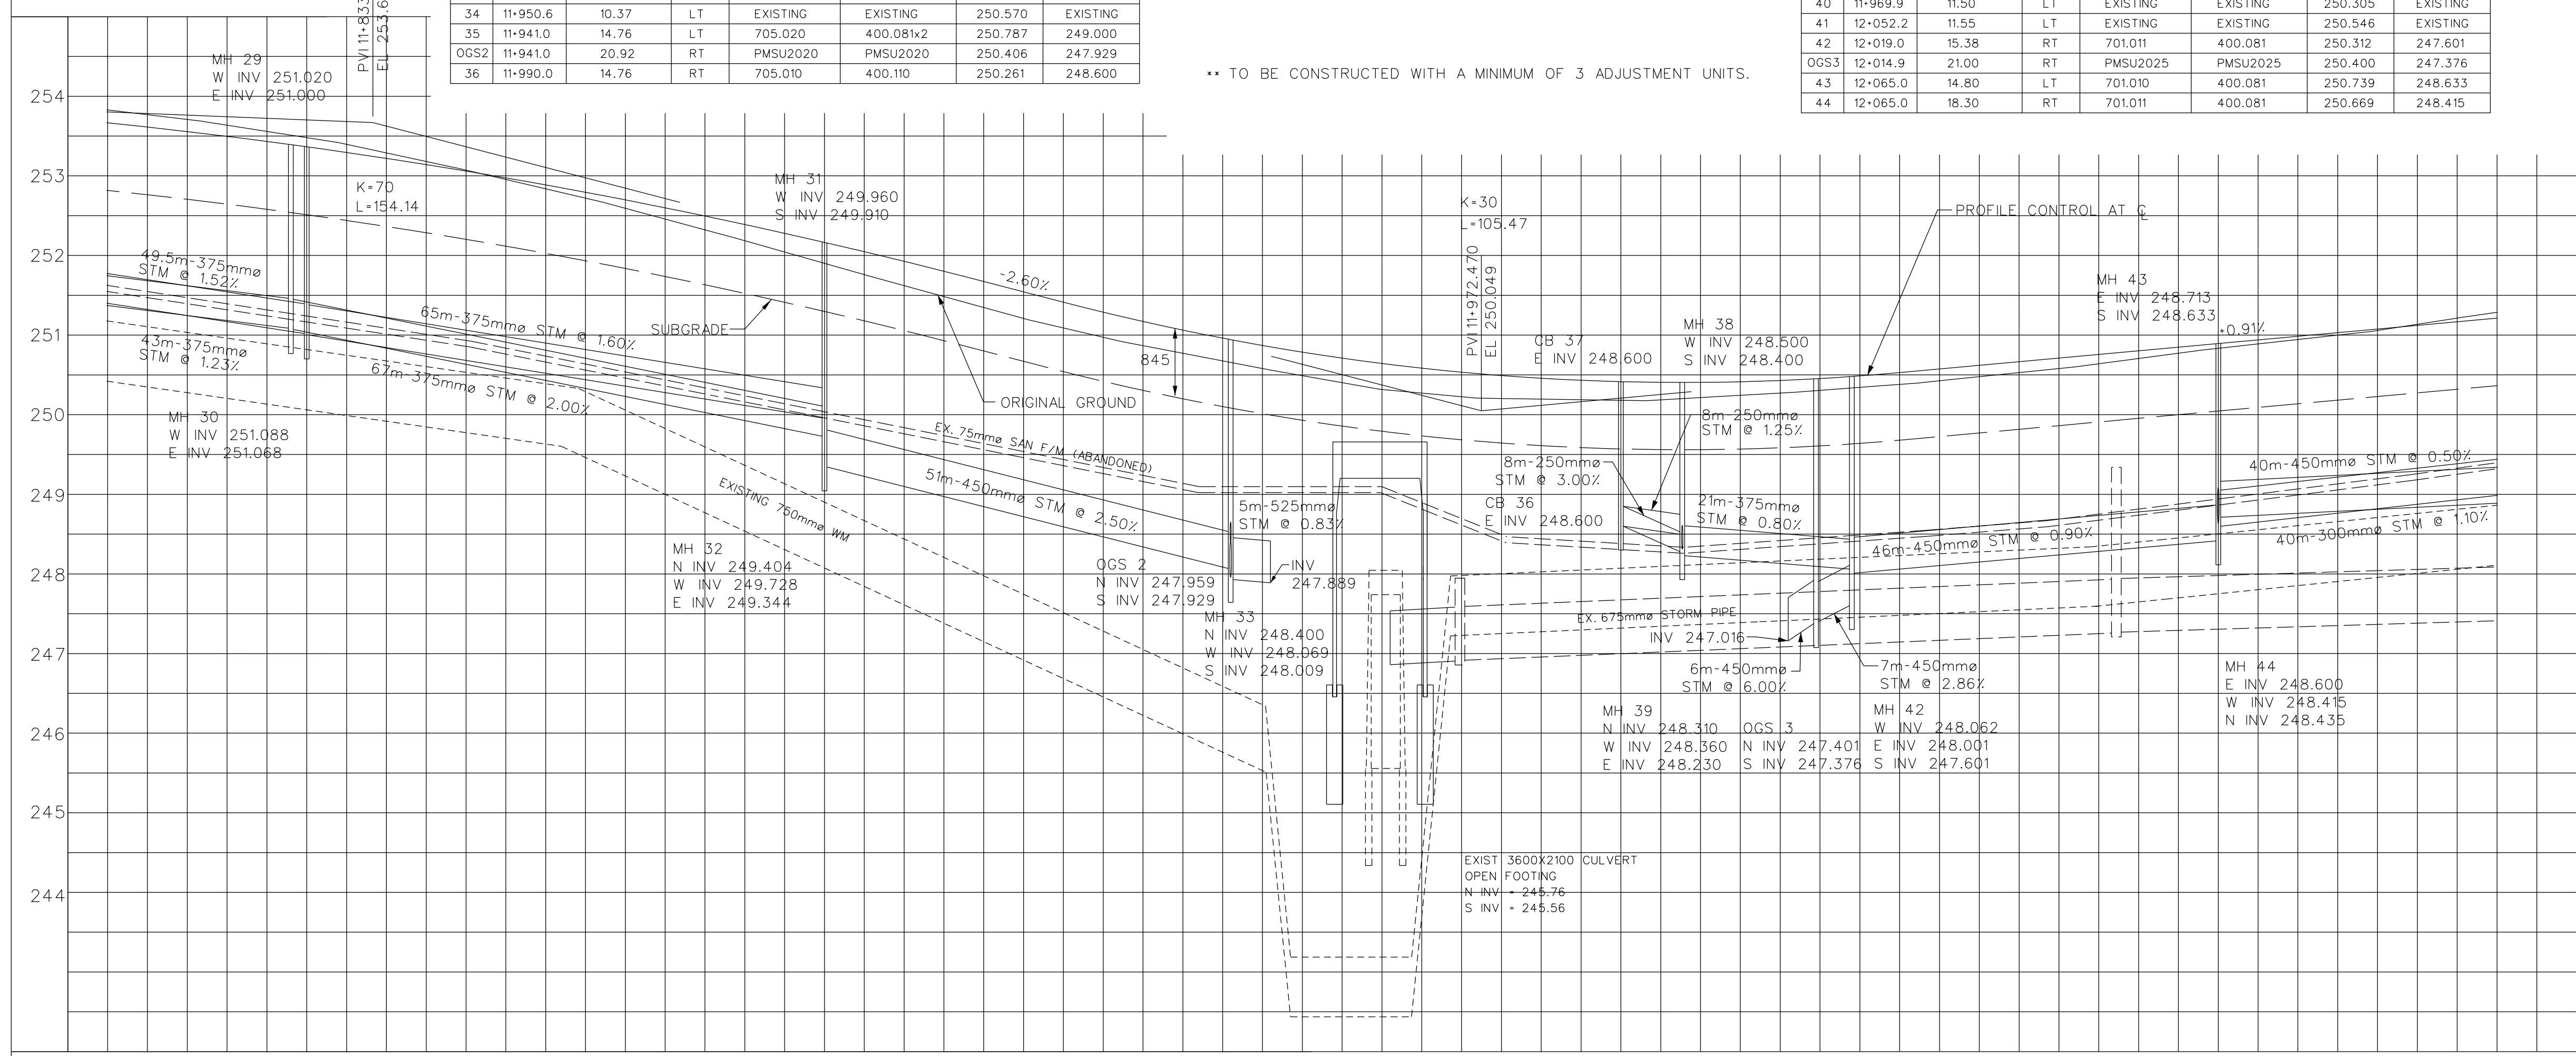 34 11+950.6 10.37 LT EXISTING EXISTING 250.570 EXISTING
35 11+941.0 14.76 LT 705.020 400.081x2 250.787 249.000
OGS2 11+941.0 20.92 RT PMSU2020 PMSU2020 250.406 247.929
36 11+990.0 14.76 RT 705.010 400.110 250.261 248.600
** TO BE CONSTRUCTED WITH A MINIMUM OF 3 ADJUSTMENT UNITS.
40 11+969.9 11.50 LT EXISTING EXISTING 250.305 EXISTING
41 12+052.2 11.55 LT EXISTING EXISTING 250.546 EXISTING
42 12+019.0 15.38 RT 701.011 400.081 250.312 247.601
OGS3 12+014.9 21.00 RT PMSU2025 PMSU2025 250.400 247.376
43 12+065.0 14.80 LT 701.010 400.081 250.739 248.633
44 12+065.0 18.30 RT 701.011 400.081 250.669 248.415
254
253
252
251
250
249
248
247
246
245
244
PVI 11+833
EL 253.6
MH 29
W INV 251.020
E INV 251.000
K=70
L=154.14
MH 31
W INV 249.960
S INV 249.910
49.5m-375mmø
STM @ 1.52%
65m-375mmø STM @ 1.60%
43m-375mmø
STM @ 1.23%
67m-375mmø STM @ 2.00%
SUBGRADE
MH 30
W INV 251.088
E INV 251.068
-2.60%
845
ORIGINAL GROUND
EX. 75mmø SAN F/M (ABANDONED)
EXISTING 750mmø WM
51m-450mmø STM @ 2.50%
MH 32
N INV 249.404
W INV 249.728
E INV 249.344
OGS 2
N INV 247.959
S INV 247.929
5m-525mmø
STM @ 0.83%
INV
247.889
MH 33
N INV 248.400
W INV 248.069
S INV 248.009
K=30
L=105.47
PVI 11+972.470
EL 250.049
CB 37
E INV 248.600
MH 38
W INV 248.500
S INV 248.400
PROFILE CONTROL AT ℄
8m-250mmø
STM @ 1.25%
8m-250mmø
STM @ 3.00%
CB 36
E INV 248.600
21m-375mmø
STM @ 0.80%
46m-450mmø STM @ 0.90%
MH 43
E INV 248.713
S INV 248.633
+0.91%
40m-450mmø STM @ 0.50%
40m-300mmø STM @ 1.10%
EX. 675mmø STORM PIPE
INV 247.016
6m-450mmø
STM @ 6.00%
7m-450mmø
STM @ 2.86%
MH 39
N INV 248.310
W INV 248.360
E INV 248.230
OGS 3
N INV 247.401
S INV 247.376
MH 42
W INV 248.062
E INV 248.001
S INV 247.601
MH 44
E INV 248.600
W INV 248.415
N INV 248.435
EXIST 3600X2100 CULVERT
OPEN FOOTING
N INV = 245.76
S INV = 245.56